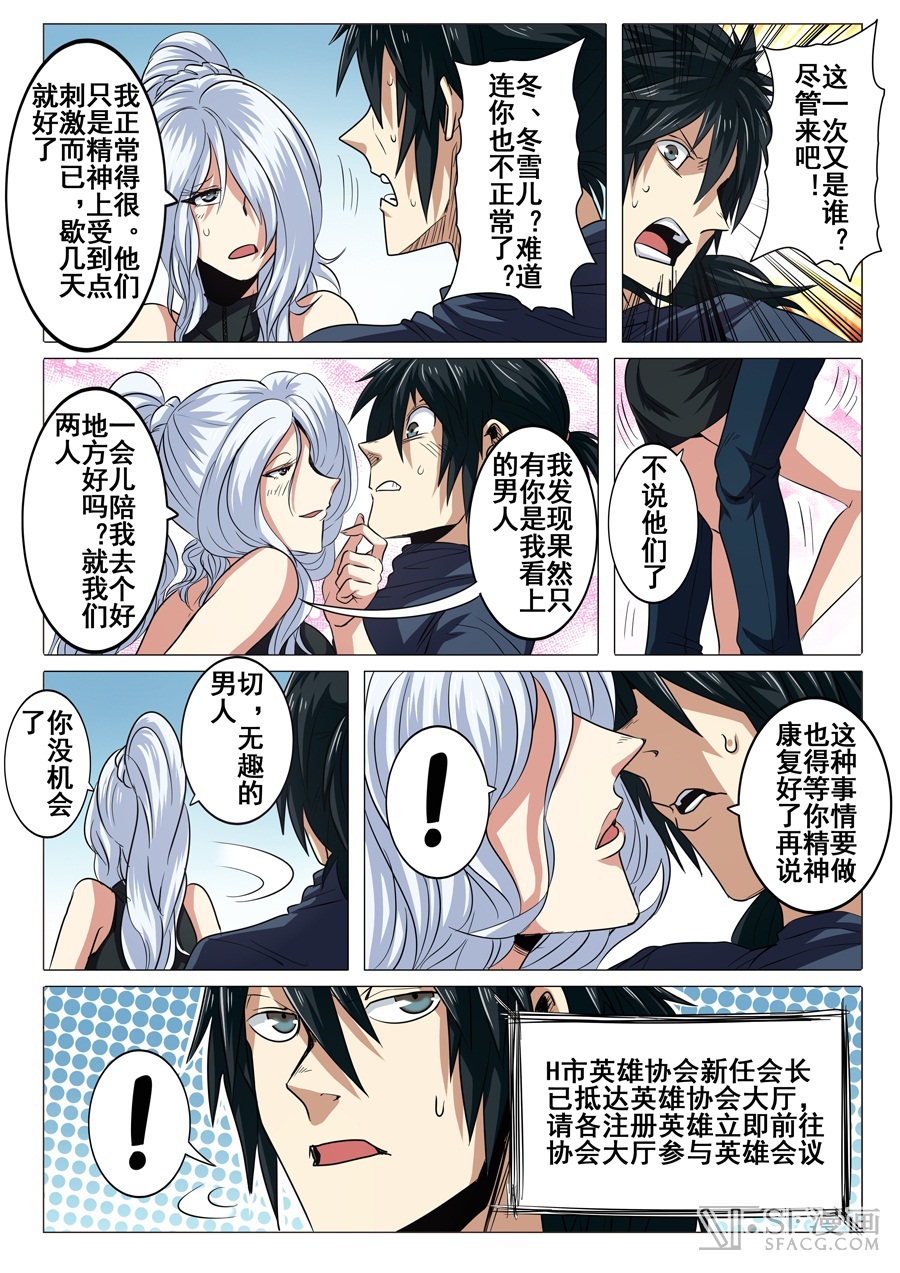 这一次又是谁？
尽管来吧！
冬、冬雪儿？难道
连你也不正常了？
我正常得很。他们
只是精神上受到点
刺激而已，歇几天
就好了
不说他们了
我发现果然只
有你是我看上
的男人
一会儿陪我去个好
地方好吗？就我们
两人
这种事情要做
也得等你精神
康复好了再说
！
切，无趣的
男人
你没机会
了
！
H市英雄协会新任会长
已抵达英雄协会大厅，
请各注册英雄立即前往
协会大厅参与英雄会议
SF漫画
SFACG.COM